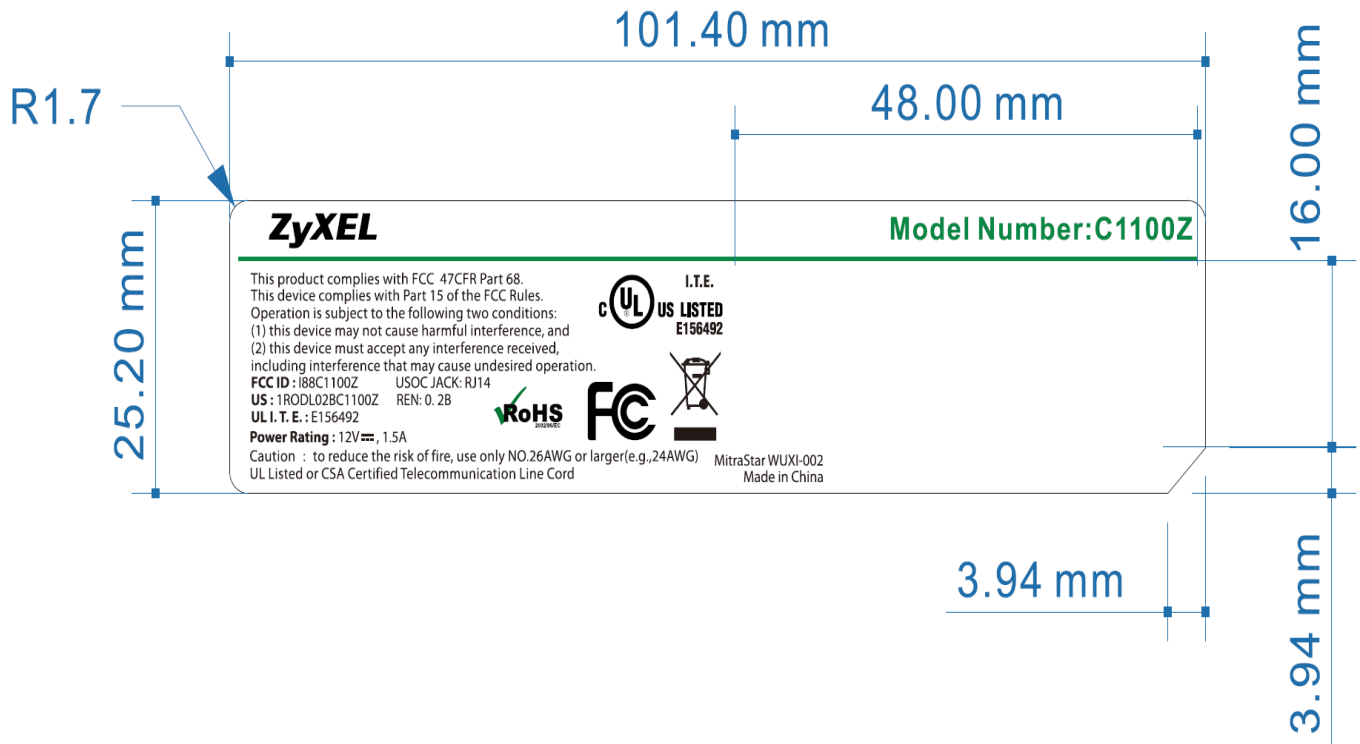 101.40 mm
R1.7
48.00 mm
16.00 mm
25.20 mm
ZyXEL
Model Number:C1100Z
This product complies with FCC 47CFR Part 68.
This device complies with Part 15 of the FCC Rules.
Operation is subject to the following two conditions:
(1) this device may not cause harmful interference, and
(2) this device must accept any interference received,
including interference that may cause undesired operation.
FCC ID : I88C1100Z USOC JACK: RJ14
US : 1RODL02BC1100Z REN: 0. 2B
UL I. T. E. : E156492
Power Rating : 12V⎓, 1.5A
Caution : to reduce the risk of fire, use only NO.26AWG or larger(e.g.,24AWG)
UL Listed or CSA Certified Telecommunication Line Cord
I.T.E.
C UL ® US LISTED
E156492
RoHS
2002/95/EC
FC
MitraStar WUXI-002
Made in China
3.94 mm
3.94 mm